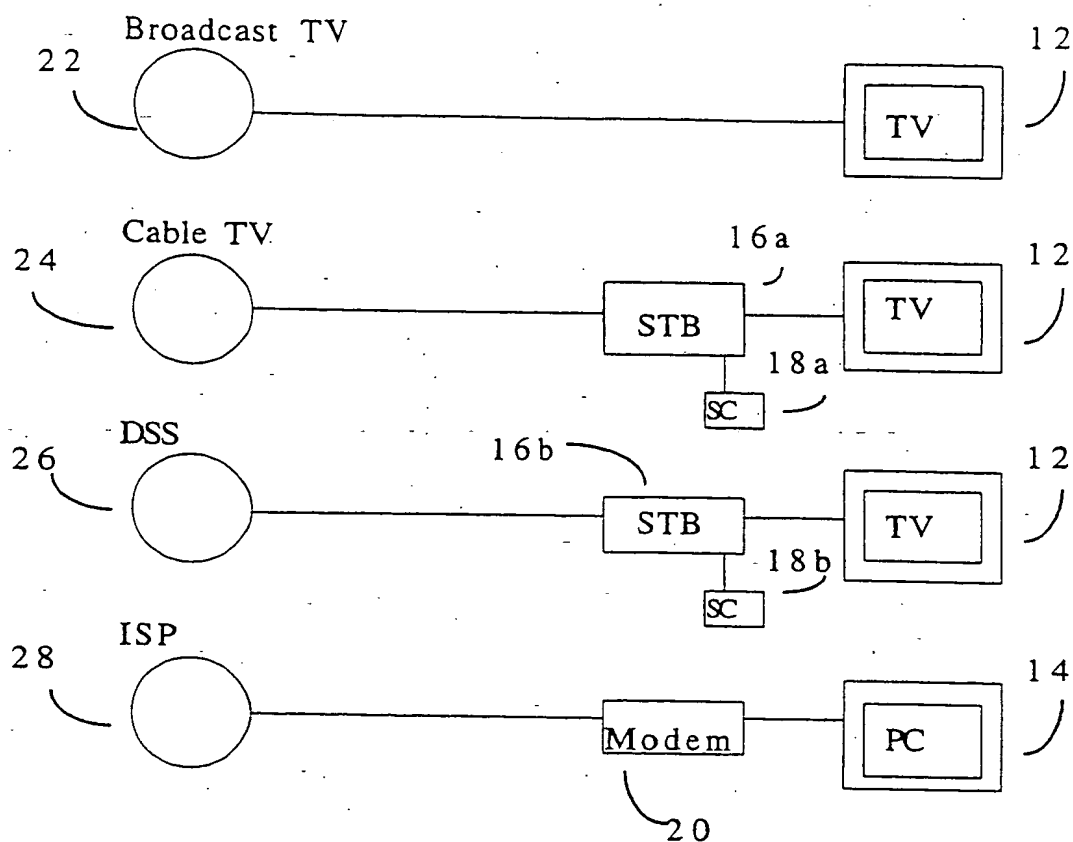 Broadcast TV
22
12
TV
Cable TV
24
16a
12
STB
TV
18a
SC
DSS
26
16b
12
STB
TV
18b
SC
ISP
28
14
Modem
PC
20